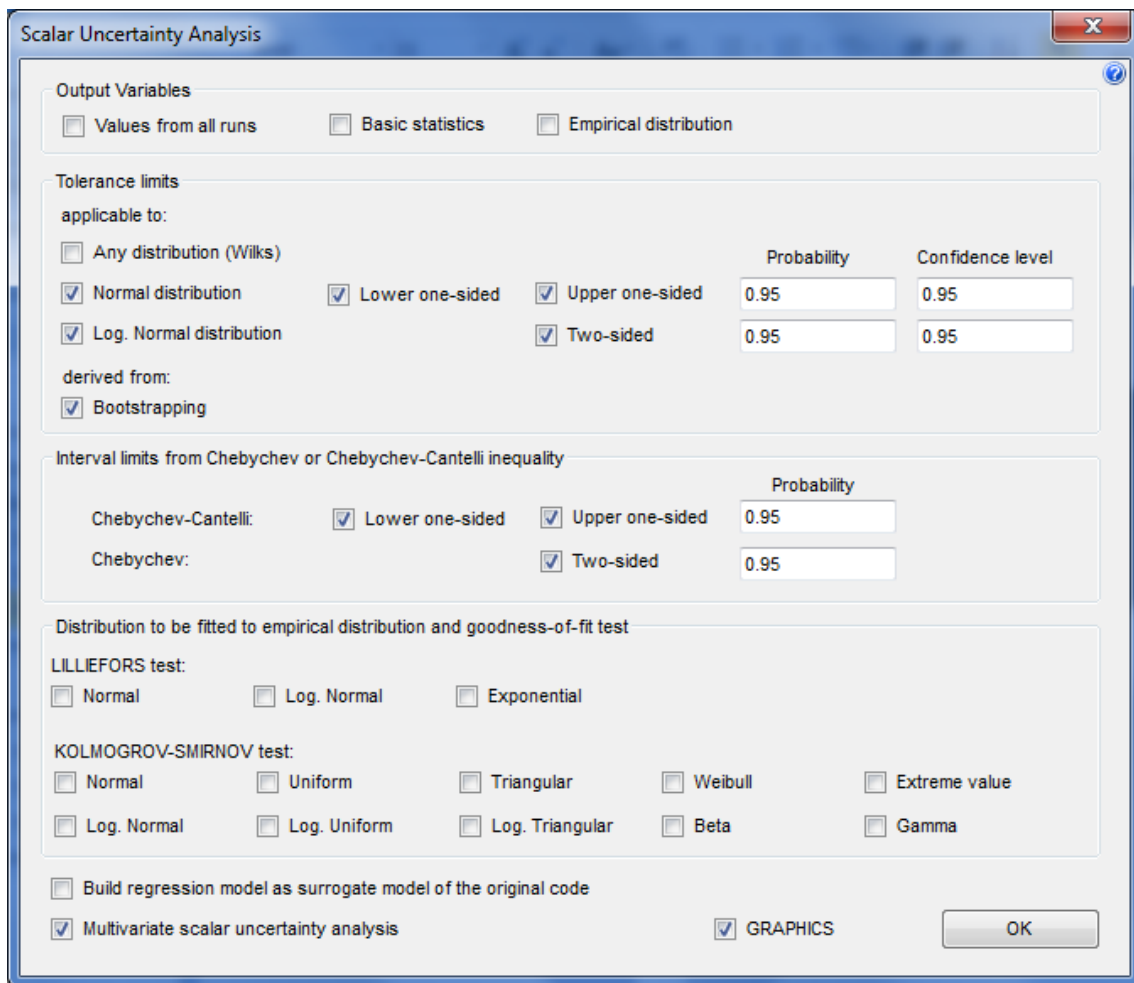 Scalar Uncertainty Analysis
Output Variables
Values from all runs Basic statistics Empirical distribution
Tolerance limits
applicable to:
Any distribution (Wilks) Probability Confidence level
Normal distribution Lower one-sided Upper one-sided 0.95 0.95
Log. Normal distribution Two-sided 0.95 0.95
derived from:
Bootstrapping
Interval limits from Chebychev or Chebychev-Cantelli inequality
Probability
Chebychev-Cantelli: Lower one-sided Upper one-sided 0.95
Chebychev: Two-sided 0.95
Distribution to be fitted to empirical distribution and goodness-of-fit test
LILLIEFORS test:
Normal Log. Normal Exponential
KOLMOGROV-SMIRNOV test:
Normal Uniform Triangular Weibull Extreme value
Log. Normal Log. Uniform Log. Triangular Beta Gamma
Build regression model as surrogate model of the original code
Multivariate scalar uncertainty analysis GRAPHICS OK